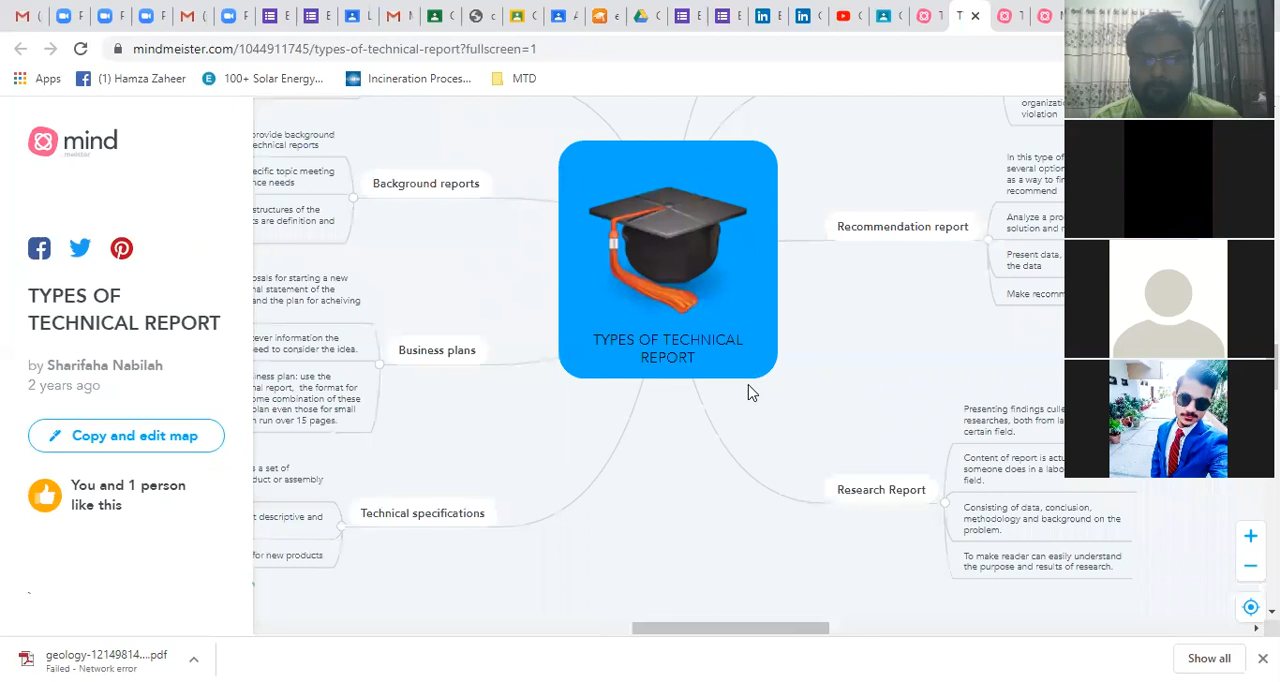 mindmeister.com/1044911745/types-of-technical-report?fullscreen=1
Apps
(1) Hamza Zaheer
100+ Solar Energy...
Incineration Proces...
MTD
mind
meister
TYPES OF
TECHNICAL REPORT
by Sharifaha Nabilah
2 years ago
Copy and edit map
You and 1 person
like this
provide background
technical reports
ecific topic meeting
nce needs
structures of the
ts are definition and
Background reports
osals for starting a new
nal statement of the
and the plan for acheiving
tever information the
eed to consider the idea.
iness plan: use the
nal report, the format for
ome combination of these
plan even those for small
n run over 15 pages.
Business plans
s a set of
duct or assembly
t descriptive and
for new products
Technical specifications
TYPES OF TECHNICAL
REPORT
organizatio
violation
In this type of
several option
as a way to fi
recommend
Analyze a pro
solution and r
Present data,
the data
Make recomm
Recommendation report
Presenting findings culle
researches, both from la
certain field.
Content of report is actu
someone does in a labo
field.
Consisting of data, conclusion,
methodology and background on the
problem.
To make reader can easily understand
the purpose and results of research.
Research Report
geology-12149814....pdf
Failed - Network error
Show all